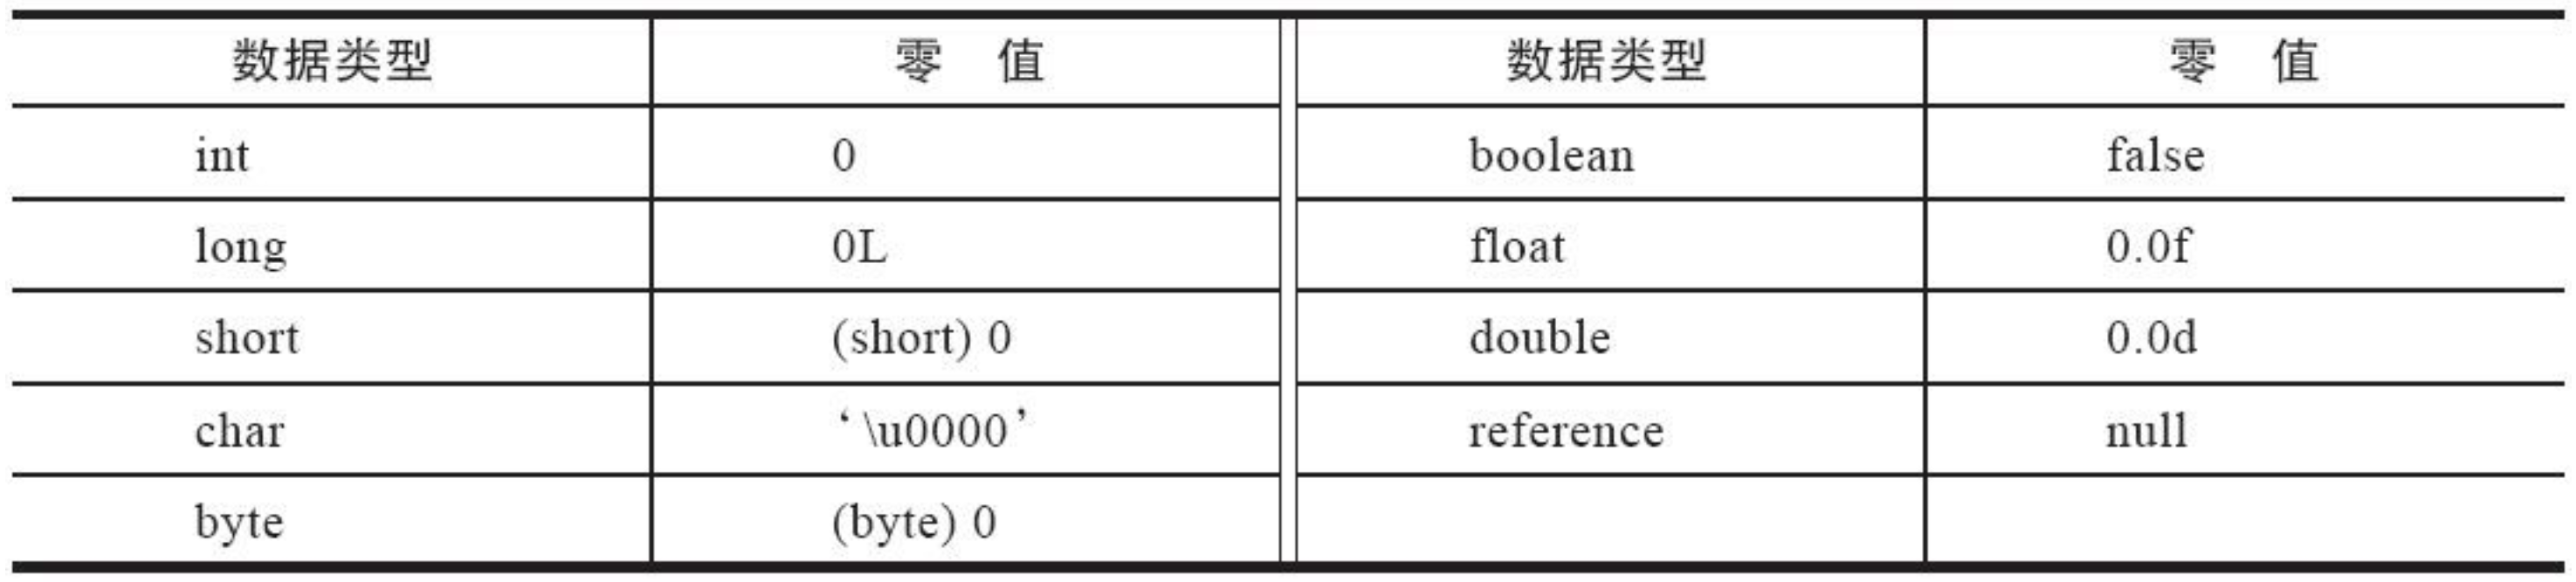 数据类型 零 值 数据类型 零 值
int 0 boolean false
long 0L float 0.0f
short (short) 0 double 0.0d
char ‘\u0000’ reference null
byte (byte) 0